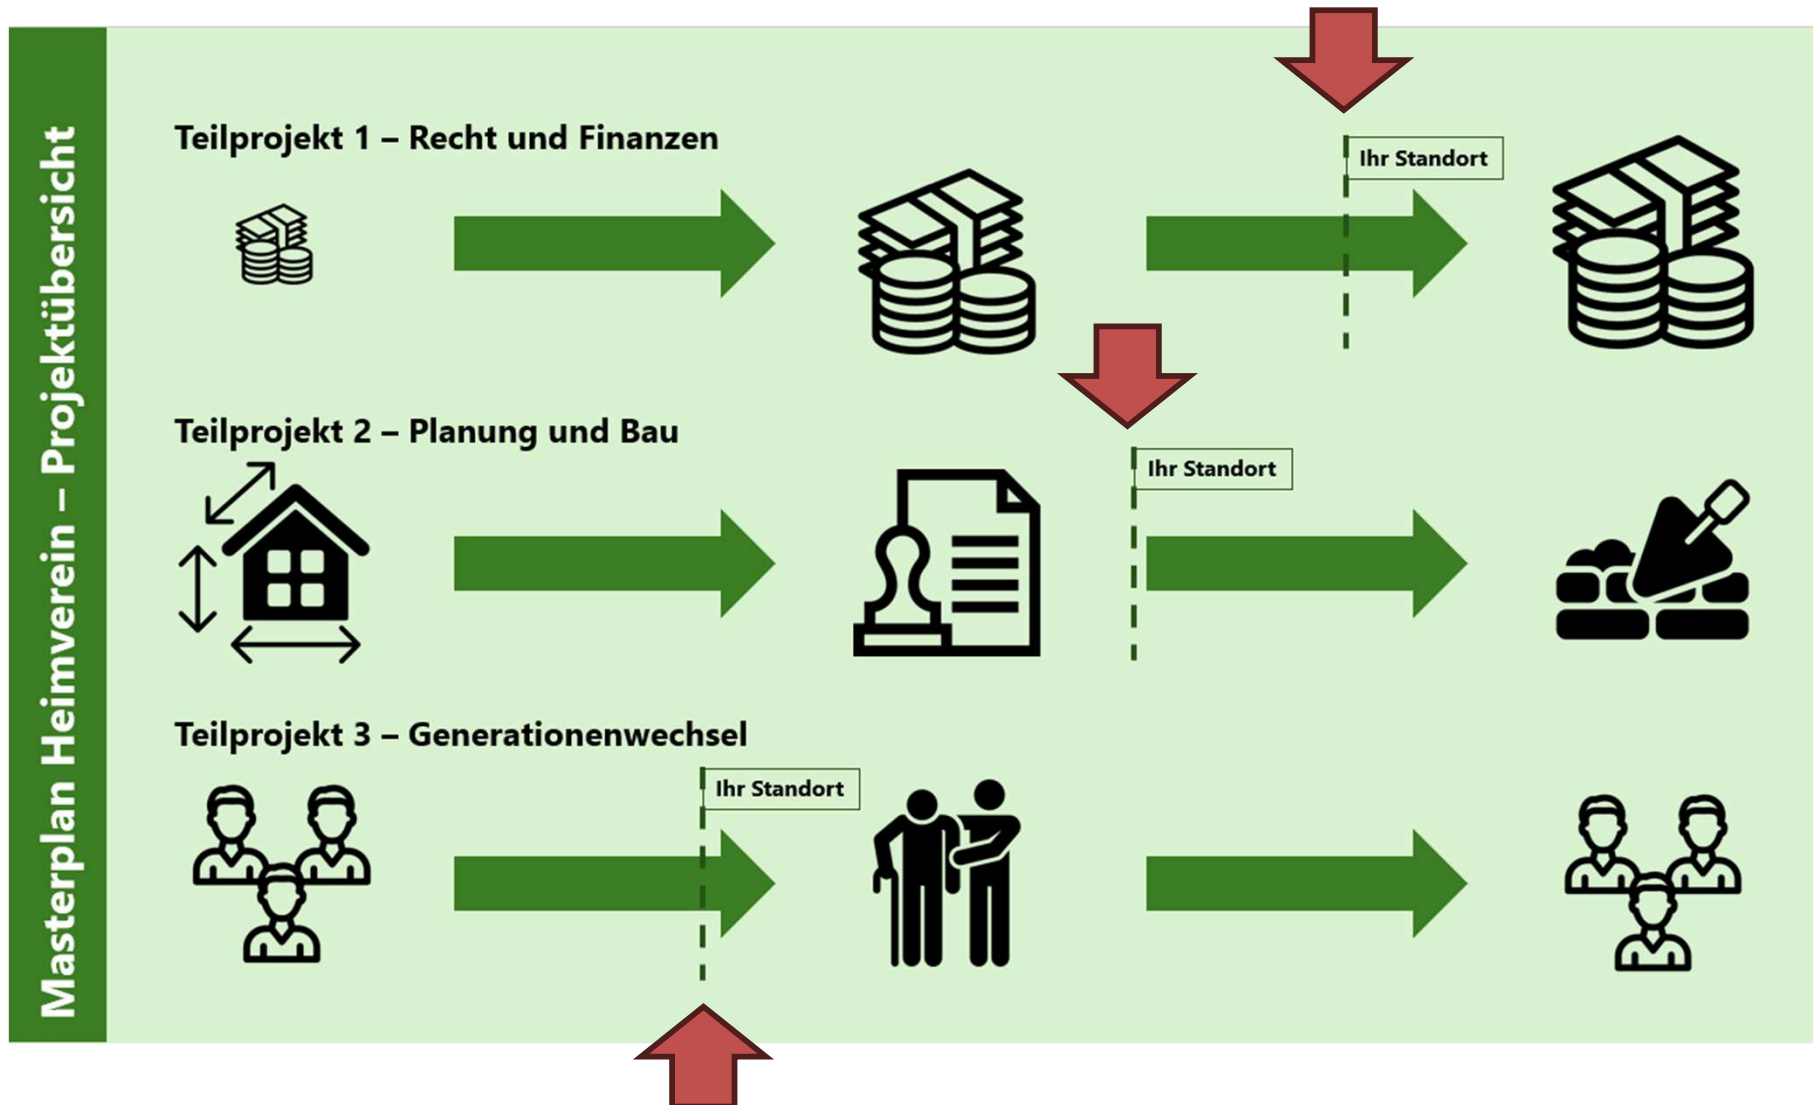 Masterplan Heimverein – Projektübersicht
Teilprojekt 1 – Recht und Finanzen
Ihr Standort
Teilprojekt 2 – Planung und Bau
Ihr Standort
Teilprojekt 3 – Generationenwechsel
Ihr Standort